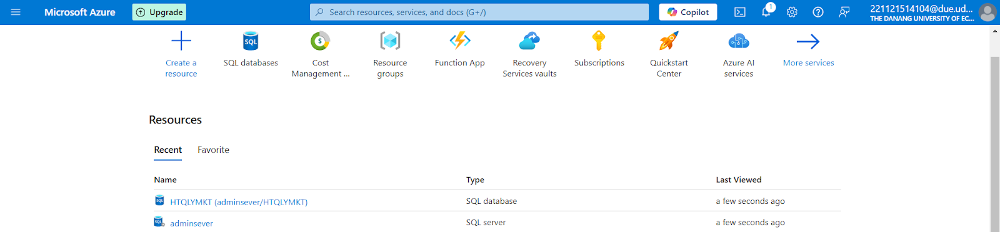 Microsoft Azure
Upgrade
Search resources, services, and docs (G+/)
Copilot
1
221121514104@due.ud...
THE DANANG UNIVERSITY OF EC...
Create a resource
SQL databases
Cost Management ...
Resource groups
Function App
Recovery Services vaults
Subscriptions
Quickstart Center
Azure AI services
More services
Resources
Recent Favorite
Name Type Last Viewed
HTQLYMKT (adminsever/HTQLYMKT) SQL database a few seconds ago
adminsever SQL server a few seconds ago